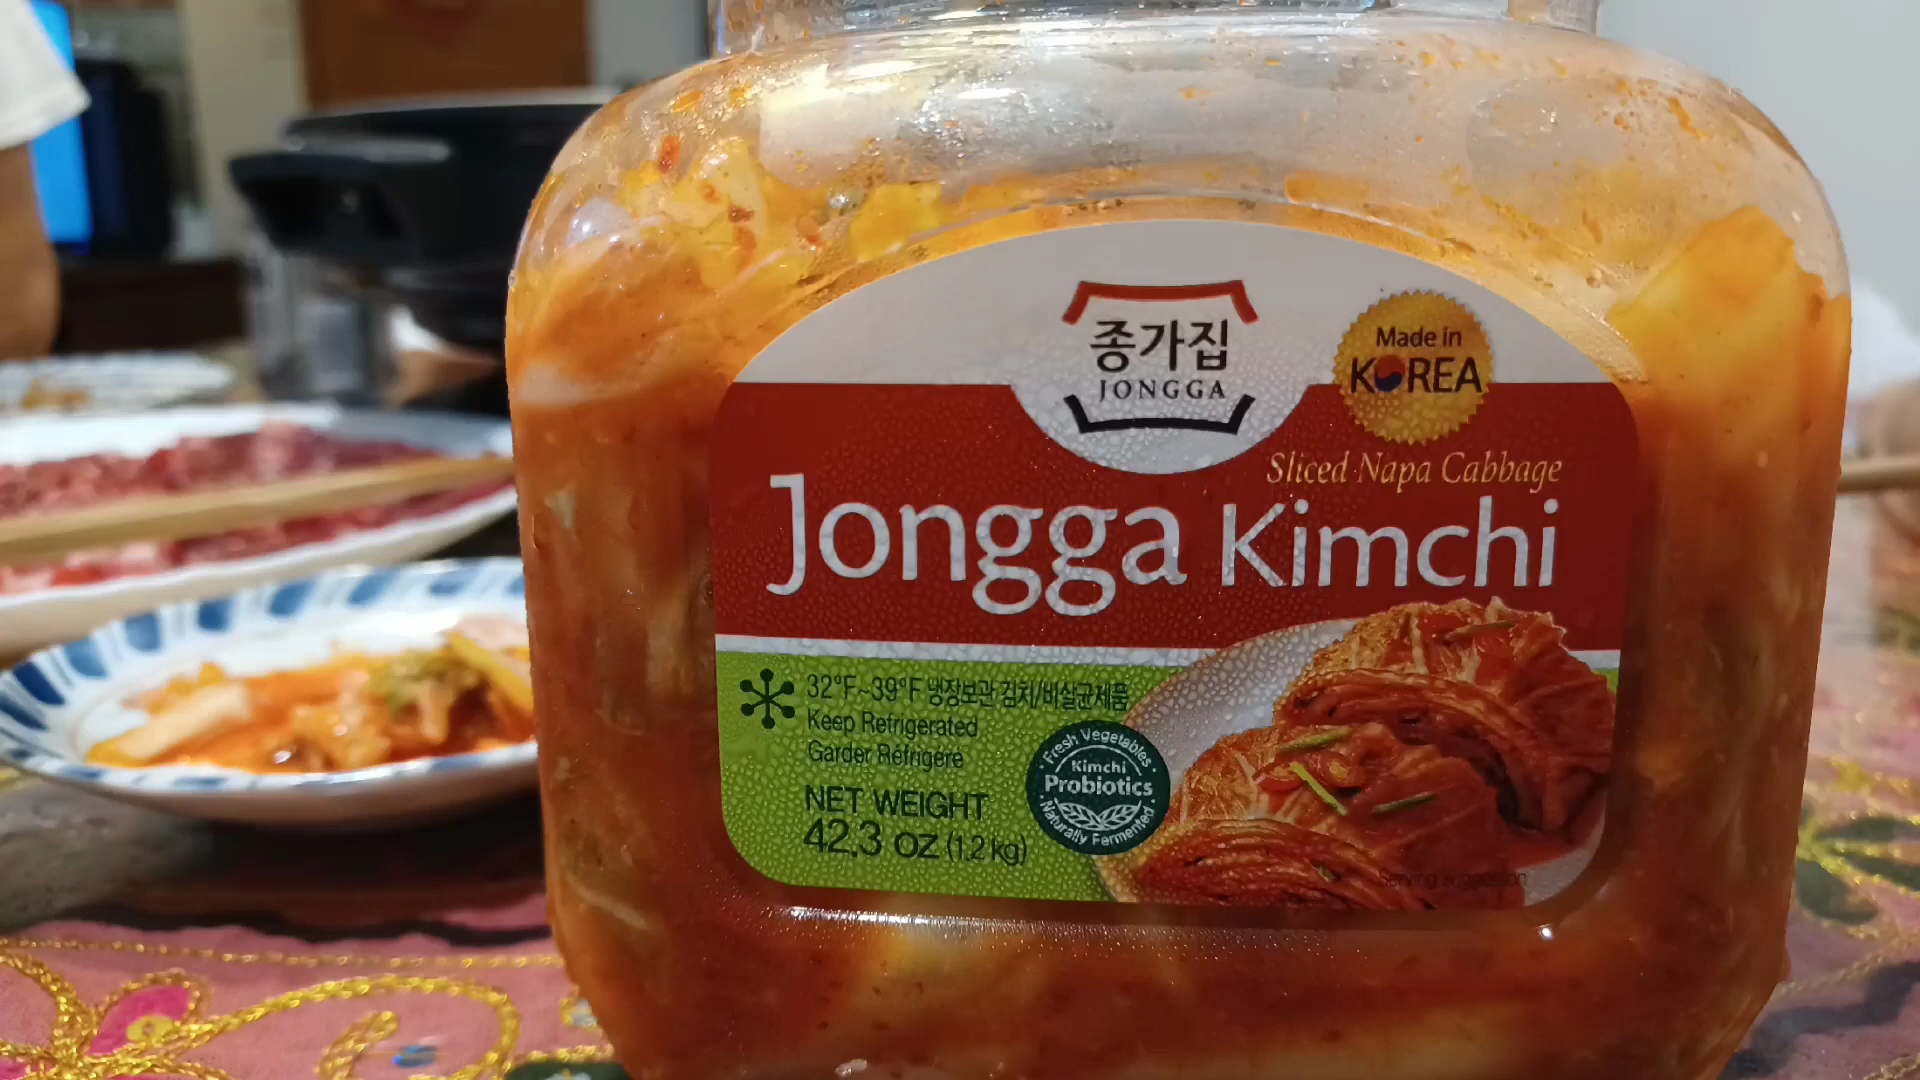 종가집
JONGGA
Made in
KOREA
Sliced Napa Cabbage
Jongga Kimchi
32°F~39°F 냉장보관 김치/비살균제품
Keep Refrigerated
Garder Réfrigéré
NET WEIGHT
42.3 OZ (1.2 kg)
Fresh Vegetables
Kimchi
Probiotics
Naturally Fermented
Serving suggestion